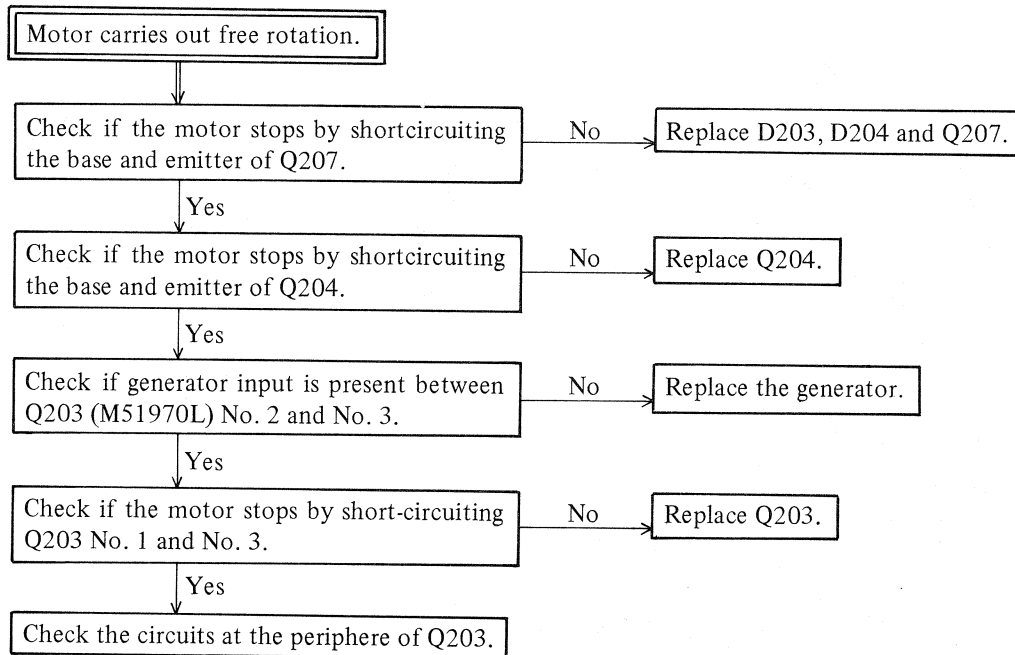 Motor carries out free rotation.
Check if the motor stops by shortcircuiting
the base and emitter of Q207.
No
Replace D203, D204 and Q207.
Yes
Check if the motor stops by shortcircuiting
the base and emitter of Q204.
No
Replace Q204.
Yes
Check if generator input is present between
Q203 (M51970L) No. 2 and No. 3.
No
Replace the generator.
Yes
Check if the motor stops by short-circuiting
Q203 No. 1 and No. 3.
No
Replace Q203.
Yes
Check the circuits at the periphere of Q203.